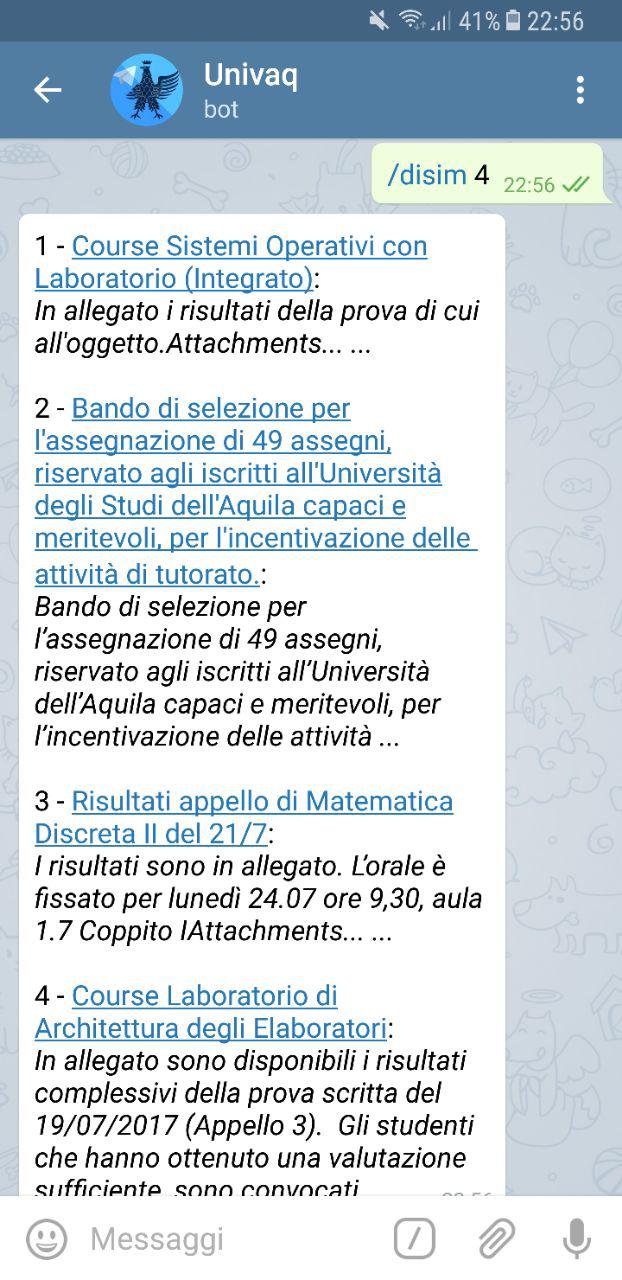 41% 22:56
Univaq
bot
/disim 4 22:56
1 - Course Sistemi Operativi con
Laboratorio (Integrato):
In allegato i risultati della prova di cui
all'oggetto.Attachments... ...
2 - Bando di selezione per
l'assegnazione di 49 assegni,
riservato agli iscritti all'Università
degli Studi dell'Aquila capaci e
meritevoli, per l'incentivazione delle
attività di tutorato.:
Bando di selezione per
l’assegnazione di 49 assegni,
riservato agli iscritti all’Università
dell’Aquila capaci e meritevoli, per
l’incentivazione delle attività ...
3 - Risultati appello di Matematica
Discreta II del 21/7:
I risultati sono in allegato. L’orale è
fissato per lunedì 24.07 ore 9,30, aula
1.7 Coppito IAttachments... ...
4 - Course Laboratorio di
Architettura degli Elaboratori:
In allegato sono disponibili i risultati
complessivi della prova scritta del
19/07/2017 (Appello 3).  Gli studenti
che hanno ottenuto una valutazione
sufficiente, sono convocati
Messaggi